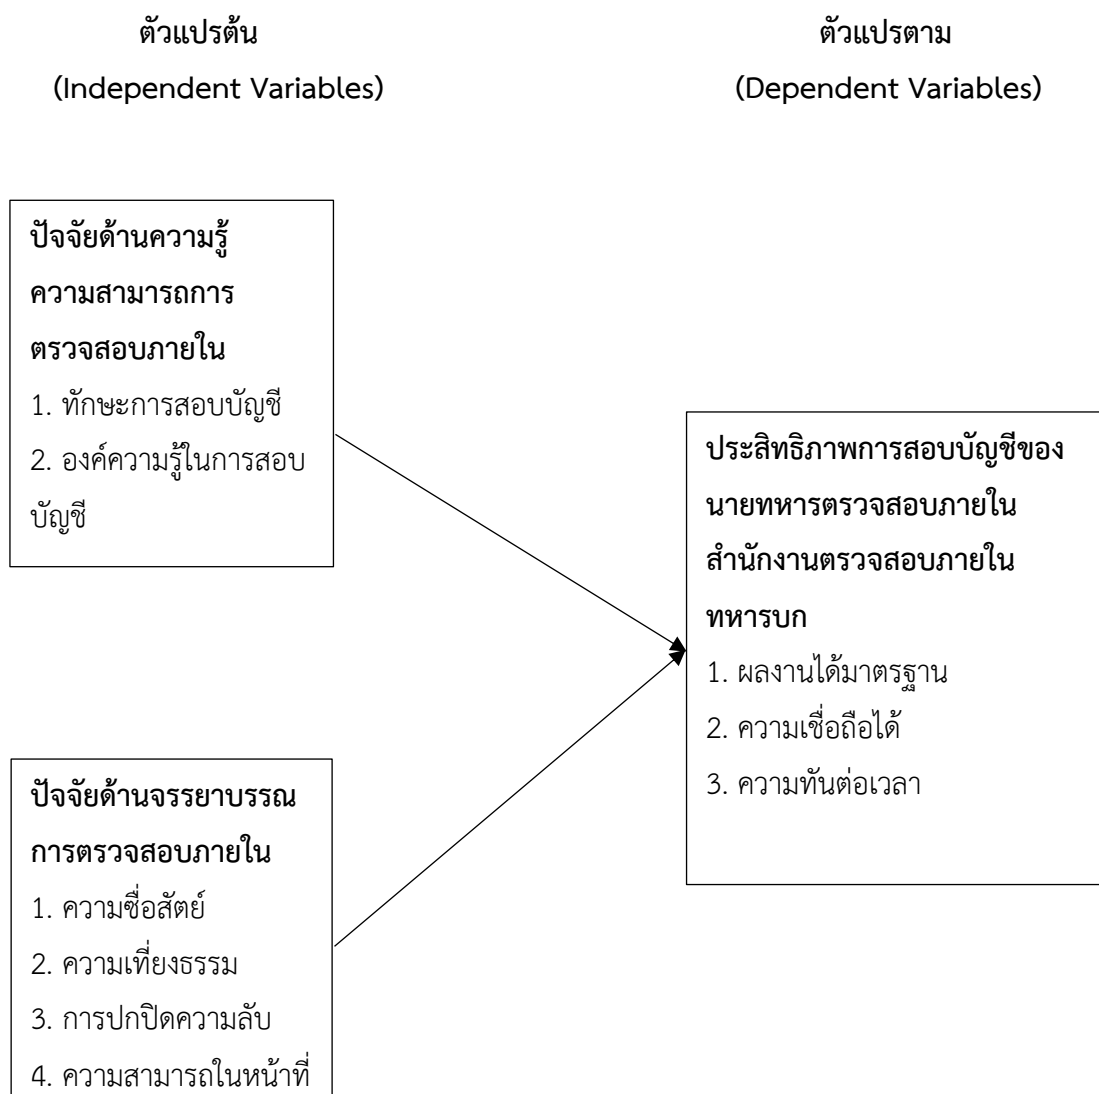 ตัวแปรต้น
(Independent Variables)
ตัวแปรตาม
(Dependent Variables)
ปัจจัยด้านความรู้
ความสามารถการ
ตรวจสอบภายใน
1. ทักษะการสอบบัญชี
2. องค์ความรู้ในการสอบ
บัญชี
ปัจจัยด้านจรรยาบรรณ
การตรวจสอบภายใน
1. ความซื่อสัตย์
2. ความเที่ยงธรรม
3. การปกปิดความลับ
4. ความสามารถในหน้าที่
ประสิทธิภาพการสอบบัญชีของ
นายทหารตรวจสอบภายใน
สำนักงานตรวจสอบภายใน
ทหารบก
1. ผลงานได้มาตรฐาน
2. ความเชื่อถือได้
3. ความทันต่อเวลา